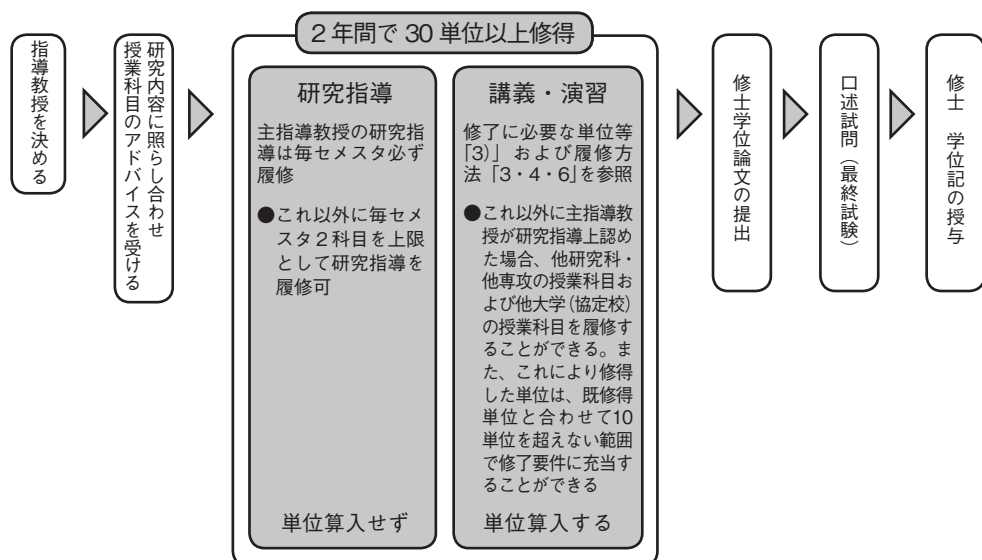 指導教授を決める
研究内容に照らし合わせ
授業科目のアドバイスを受ける
2年間で 30 単位以上修得
研究指導
主指導教授の研究指
導は毎セメスタ必ず
履修
●これ以外に毎セメ
スタ2科目を上限
として研究指導を
履修可
単位算入せず
講義・演習
修了に必要な単位等
「3)」および履修方
法「3・4・6」を参照
●これ以外に主指導教
授が研究指導上認め
た場合、他研究科・
他専攻の授業科目お
よび他大学(協定校)
の授業科目を履修す
ることができる。ま
た、これにより修得
した単位は、既修得
単位と合わせて10
単位を超えない範囲
で修了要件に充当す
ることができる
単位算入する
修士学位論文の提出
口述試問(最終試験)
修士 学位記の授与